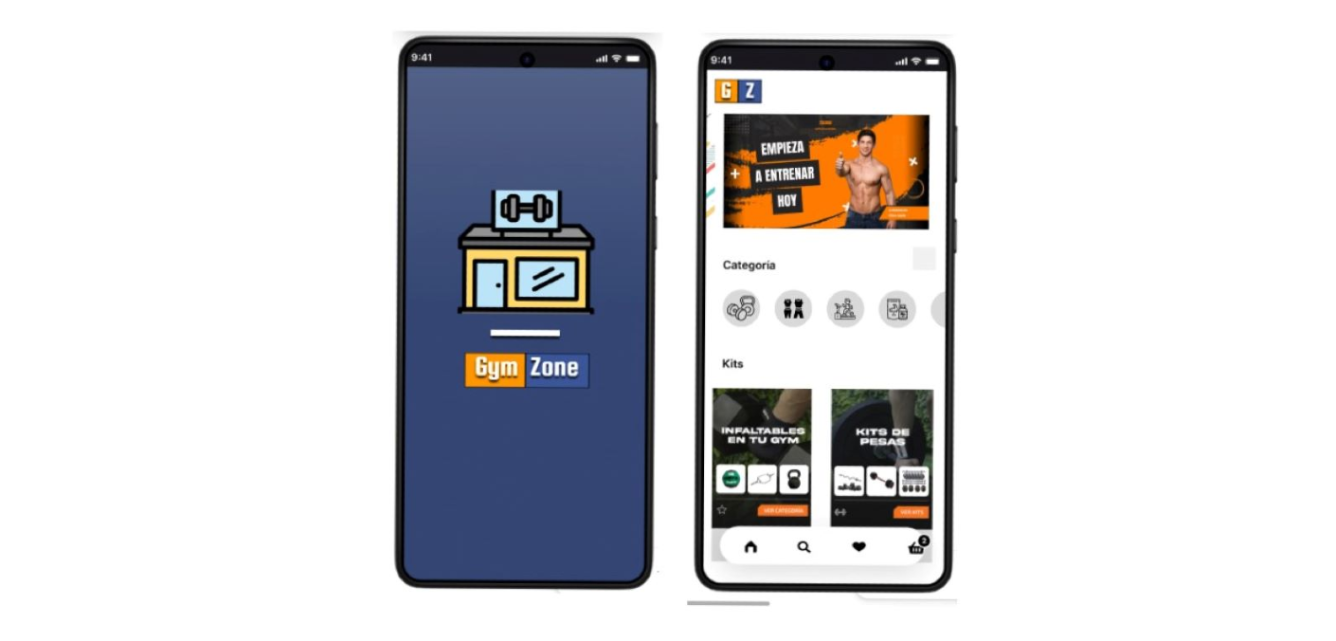 9:41
Gym Zone
9:41
G Z
EMPIEZA
A ENTRENAR
HOY
Categoría
Kits
INFALTABLES
EN TU GYM
VER CATEGORIA
KITS DE
PESAS
VER KITS
2